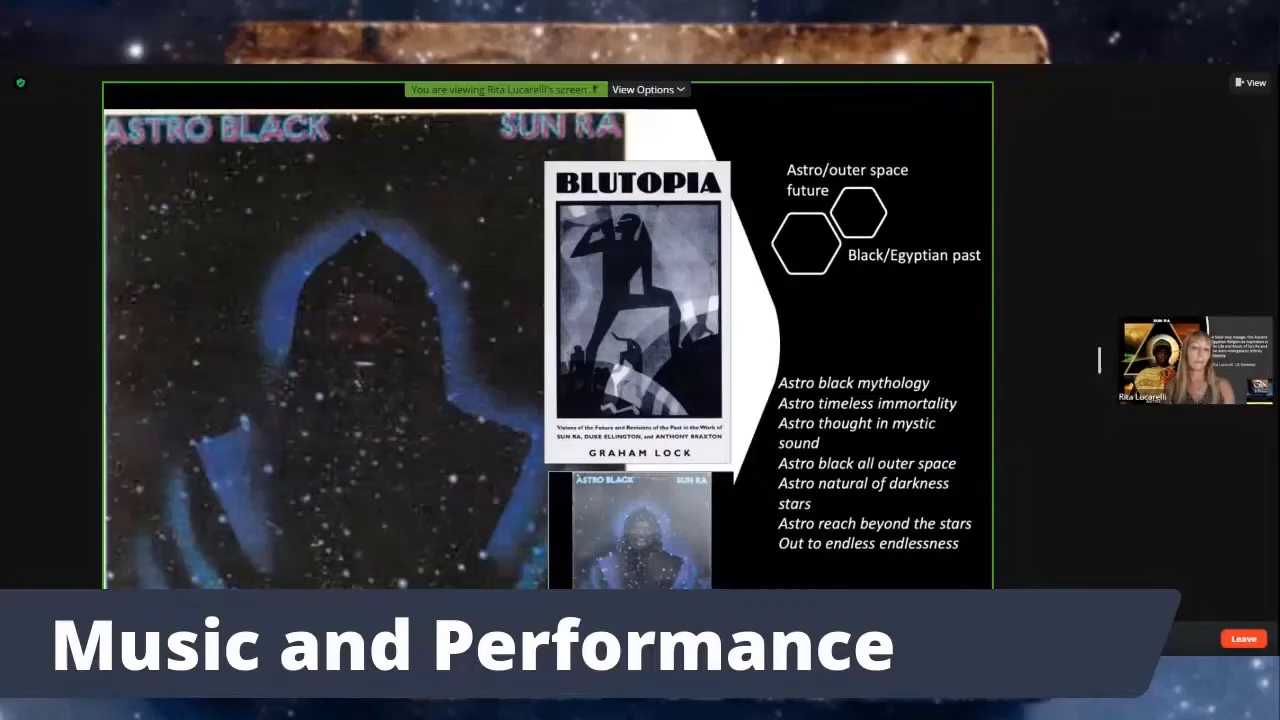 You are viewing Rita Lucarelli's screen
View Options
View
ASTRO BLACK
SUN RA
BLUTOPIA
Visions of the Future and Revisions of the Past in the Work of
SUN RA, DUKE ELLINGTON, and ANTHONY BRAXTON
GRAHAM LOCK
ASTRO BLACK
SUN RA
Astro/outer space
future
Black/Egyptian past
Astro black mythology
Astro timeless immortality
Astro thought in mystic
sound
Astro black all outer space
Astro natural of darkness
stars
Astro reach beyond the stars
Out to endless endlessness
SUN RA
Rita Lucarelli
Leave
Music and Performance